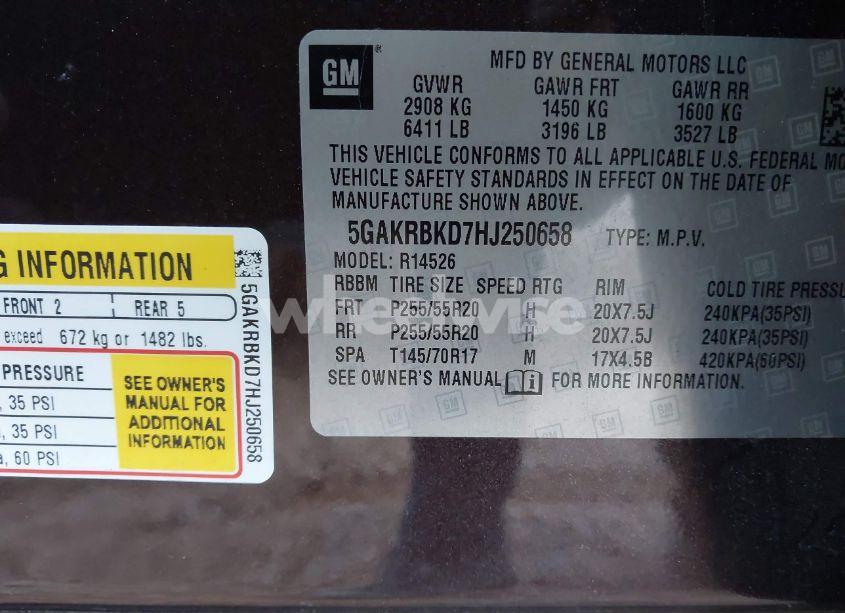 GM
MFD BY GENERAL MOTORS LLC
GVWR GAWR FRT GAWR RR
2908 KG 1450 KG 1600 KG
6411 LB 3196 LB 3527 LB
THIS VEHICLE CONFORMS TO ALL APPLICABLE U.S. FEDERAL MO
VEHICLE SAFETY STANDARDS IN EFFECT ON THE DATE OF
MANUFACTURE SHOWN ABOVE.
5GAKRBKD7HJ250658 TYPE: M.P.V.
MODEL: R14526
RBBM TIRE SIZE SPEED RTG RIM COLD TIRE PRESSU
FRT P255/55R20 H 20X7.5J 240KPA(35PSI)
RR P255/55R20 H 20X7.5J 240KPA(35PSI)
SPA T145/70R17 M 17X4.5B 420KPA(60PSI)
SEE OWNER'S MANUAL FOR MORE INFORMATION.
G INFORMATION
FRONT 2 REAR 5
exceed 672 kg or 1482 lbs.
PRESSURE
, 35 PSI
, 35 PSI
a, 60 PSI
SEE OWNER'S
MANUAL FOR
ADDITIONAL
INFORMATION
5GAKRBKD7HJ250658